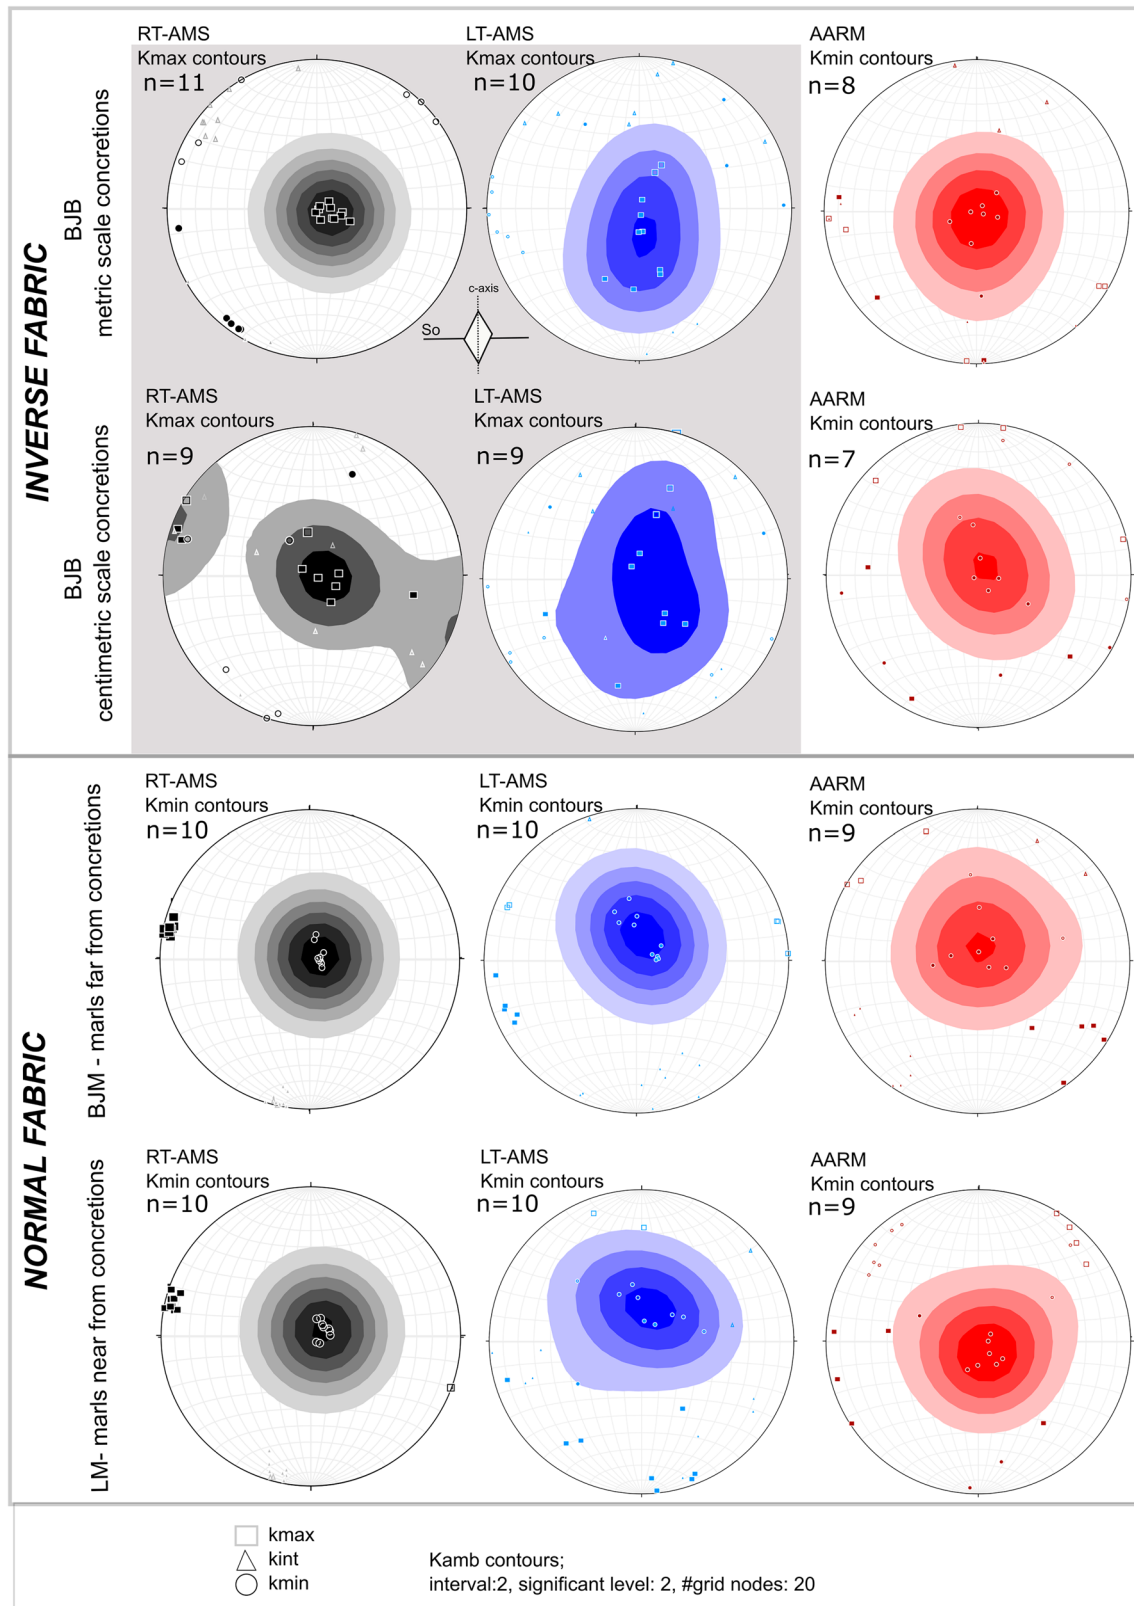 INVERSE FABRIC
BJB
metric scale concretions
RT-AMS
Kmax contours
n=11
LT-AMS
Kmax contours
n=10
AARM
Kmin contours
n=8
c-axis
So
BJB
centimetric scale concretions
RT-AMS
Kmax contours
n=9
LT-AMS
Kmax contours
n=9
AARM
Kmin contours
n=7
NORMAL FABRIC
BJM - marls far from concretions
RT-AMS
Kmin contours
n=10
LT-AMS
Kmin contours
n=10
AARM
Kmin contours
n=9
LM- marls near from concretions
RT-AMS
Kmin contours
n=10
LT-AMS
Kmin contours
n=10
AARM
Kmin contours
n=9
kmax
kint
kmin
Kamb contours;
interval:2, significant level: 2, #grid nodes: 20